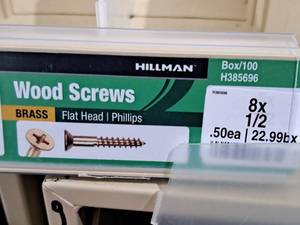 HILLMAN
Box/100
H385696
Wood Screws
BRASS Flat Head | Phillips
8x
1/2
.50ea | 22.99bx